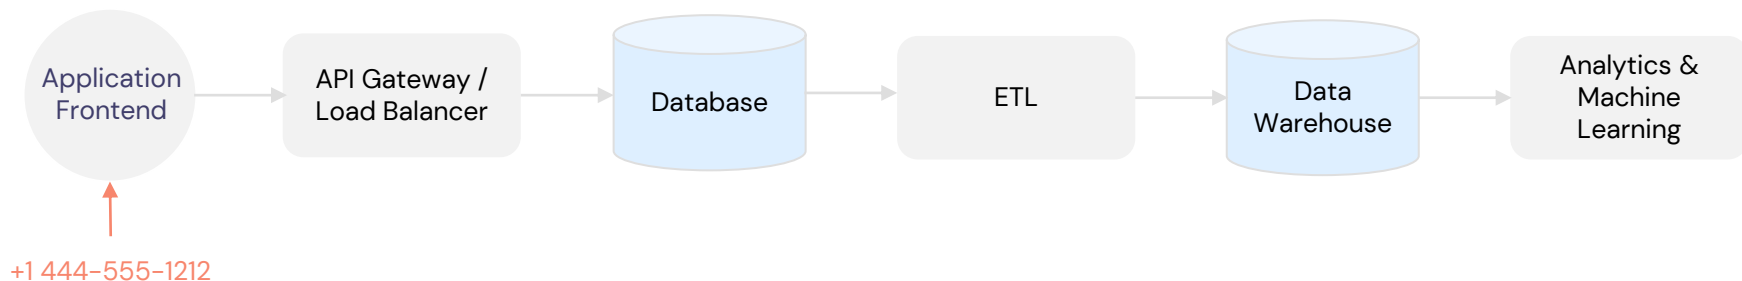 Application
Frontend
API Gateway /
Load Balancer
Database
ETL
Data
Warehouse
Analytics &
Machine
Learning
+1 444-555-1212